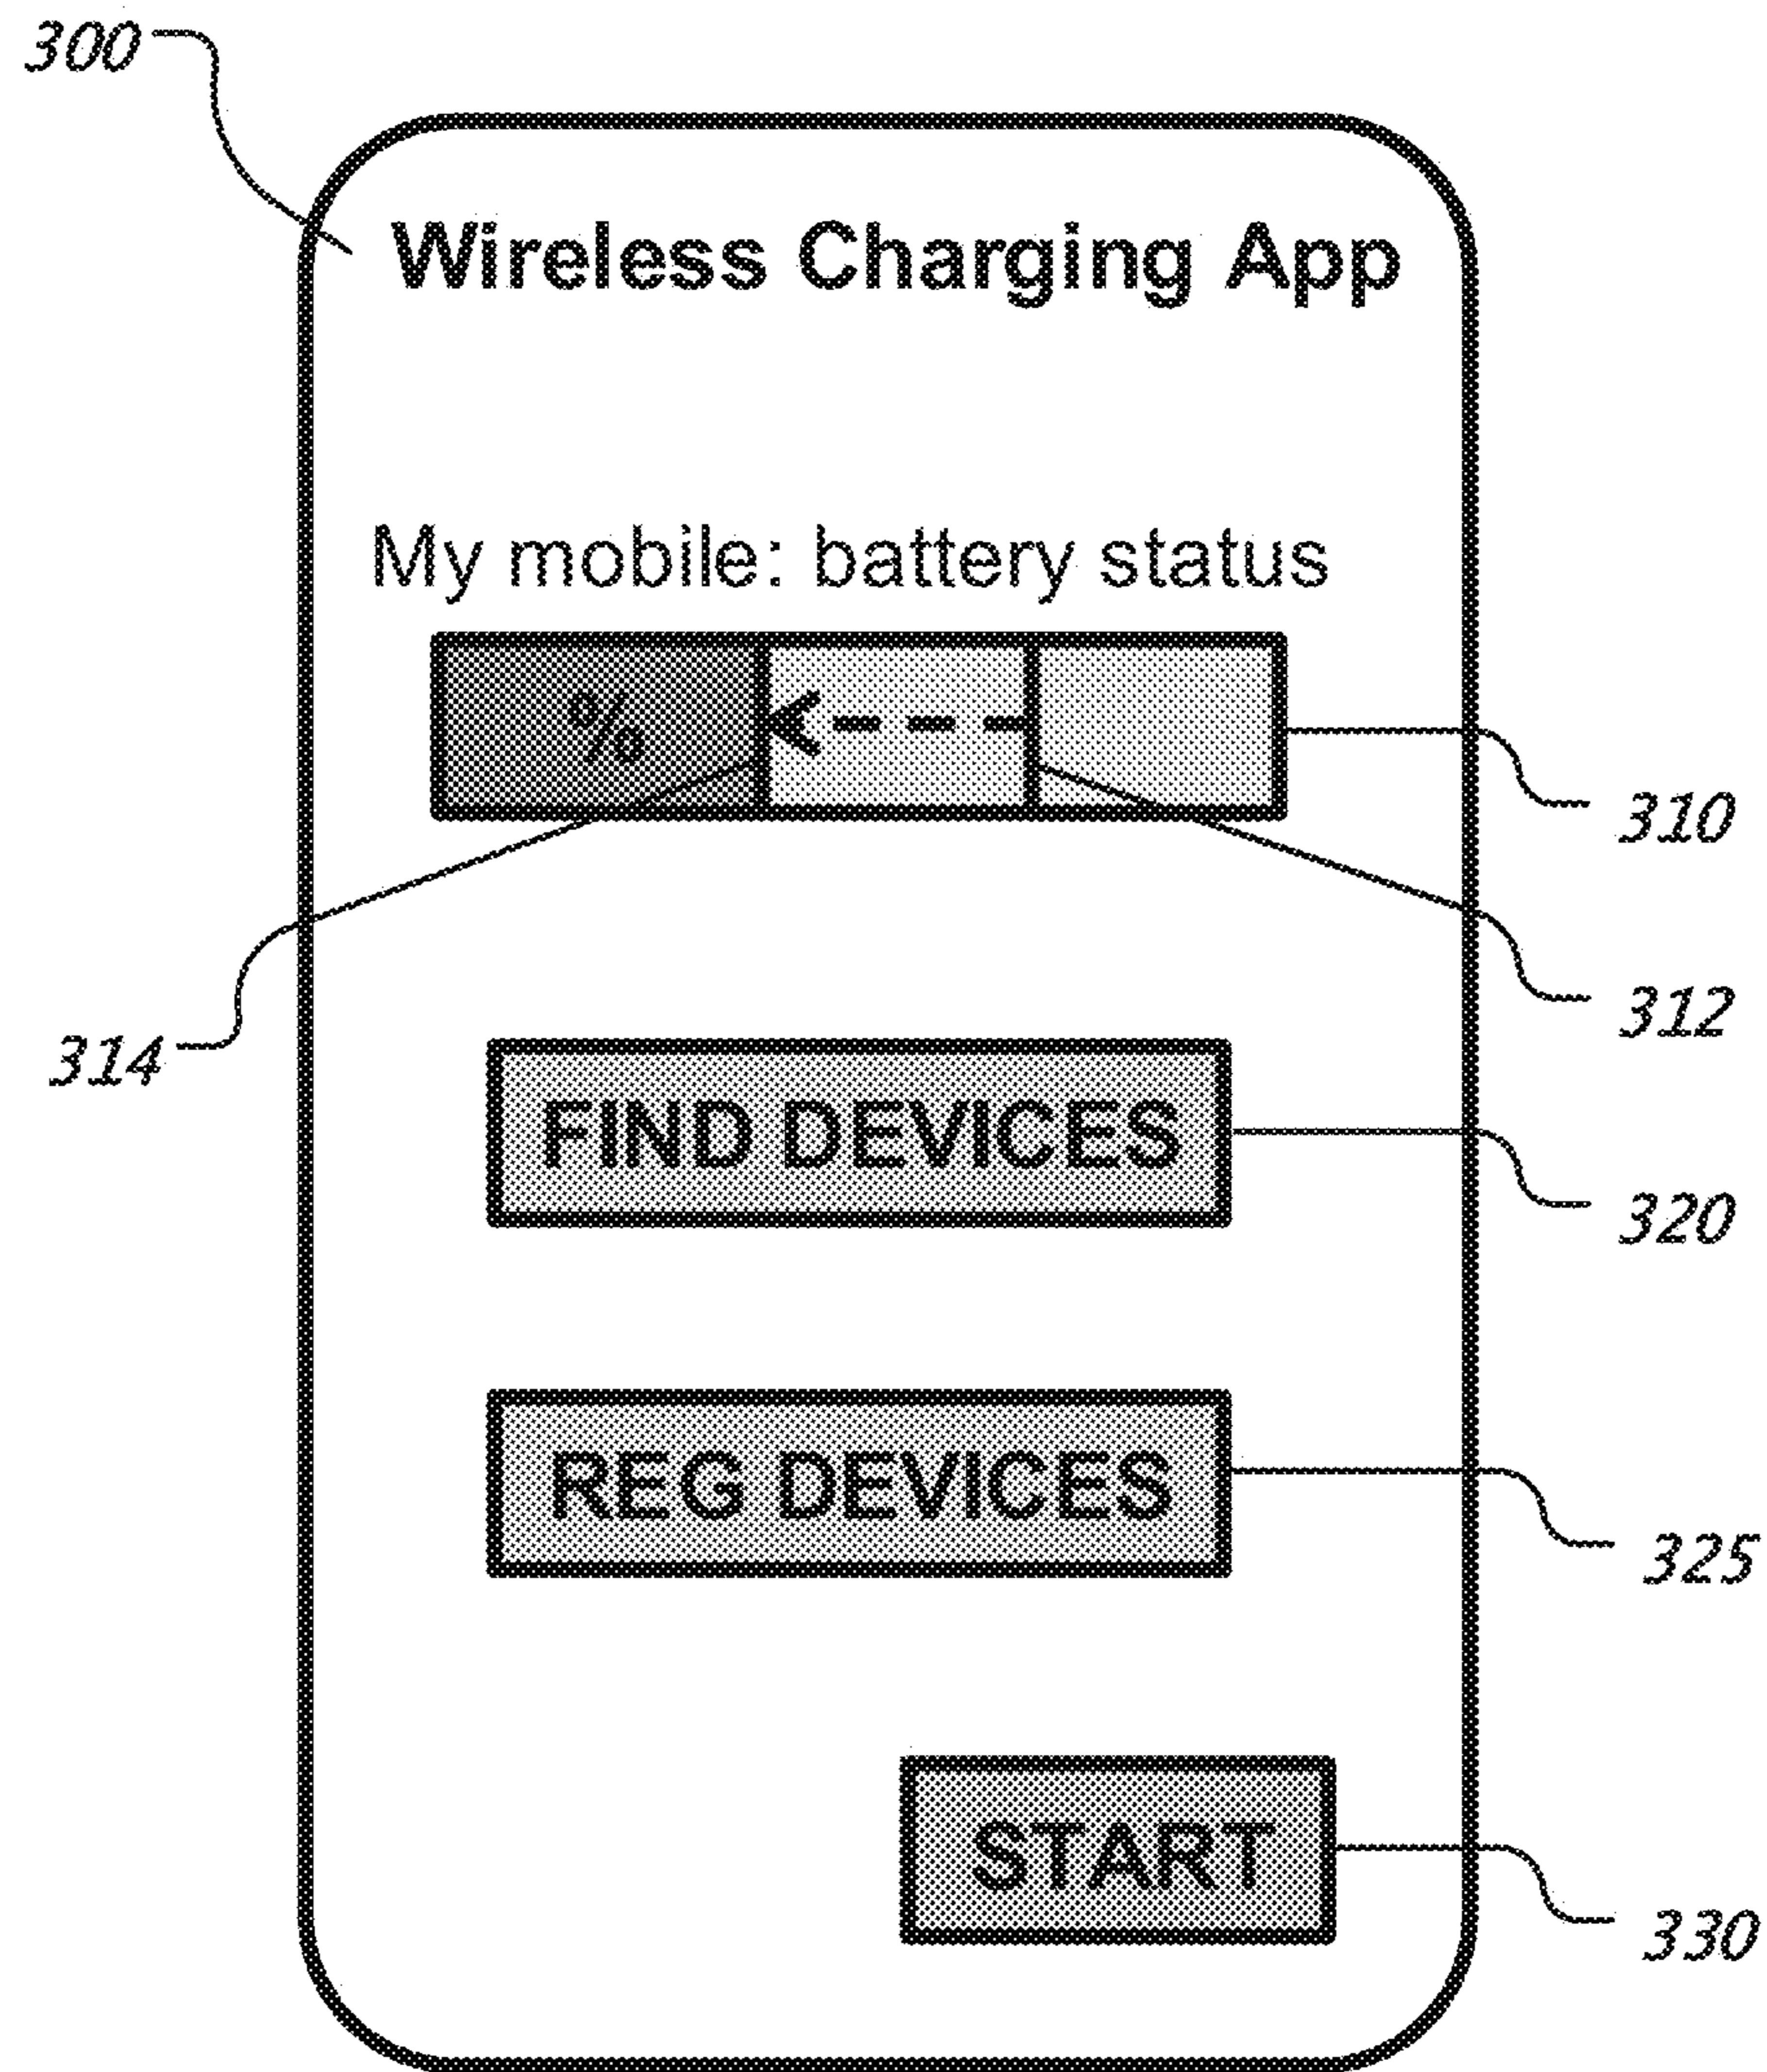 300
Wireless Charging App
My mobile: battery status
%
310
312
314
FIND DEVICES
320
REG DEVICES
325
START
330